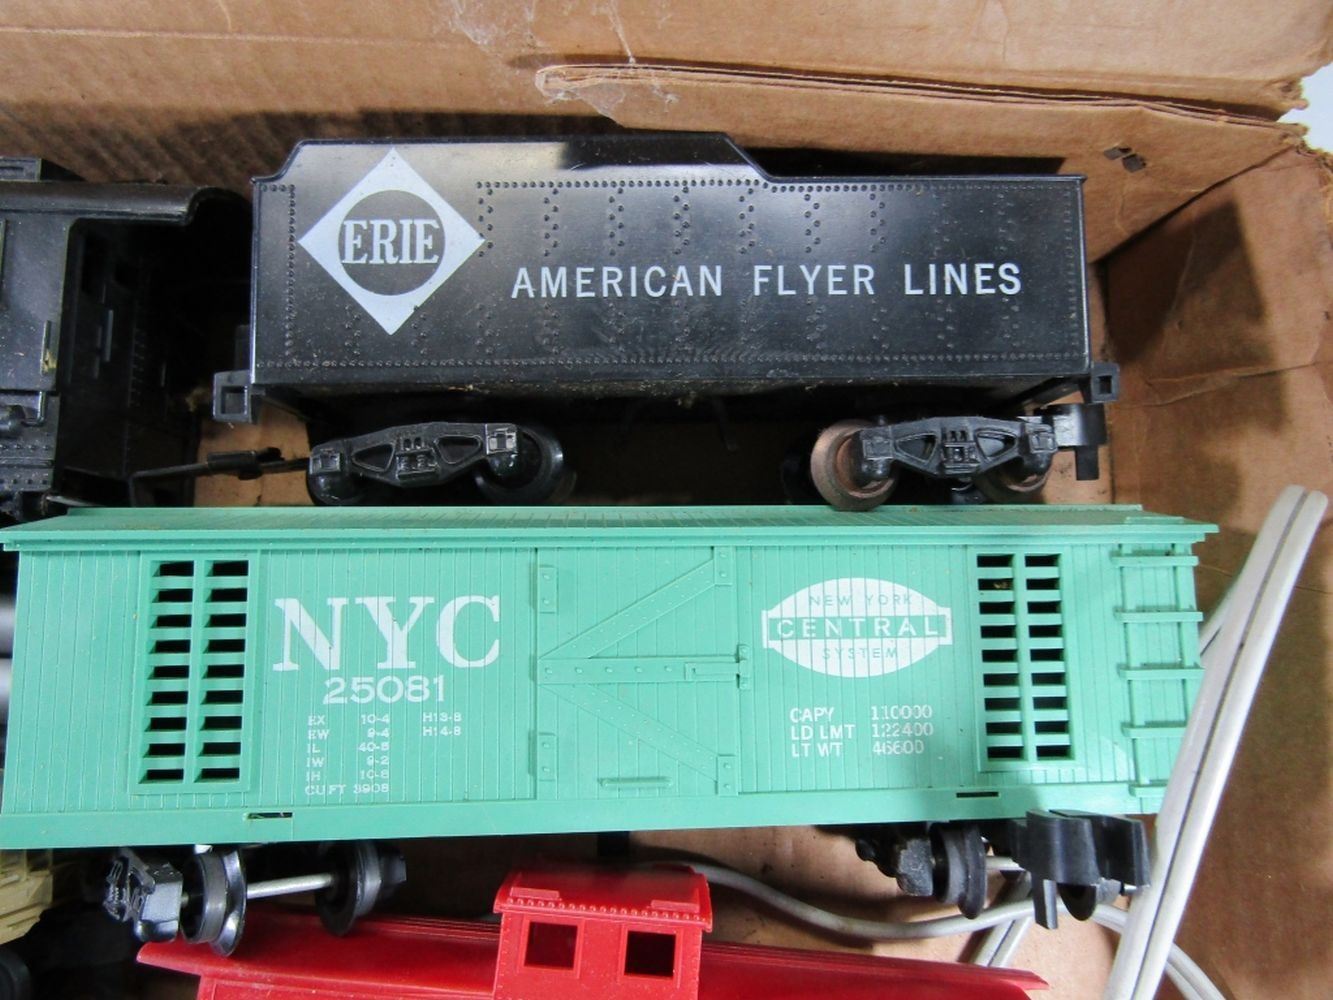 ERIE
AMERICAN FLYER LINES
NYC
25081
EX 10-4 H13-8
EW 9-4 H14-8
IL 40-5
IW 9-2
IH 10-6
CU.FT 3908
NEW YORK
CENTRAL
SYSTEM
CAPY 110000
LD LMT 122400
LT WT 46600